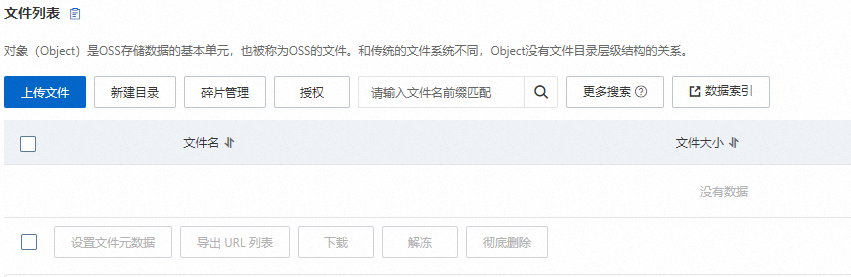 文件列表
对象（Object）是OSS存储数据的基本单元，也被称为OSS的文件。和传统的文件系统不同，Object没有文件目录层级结构的关系。
上传文件 新建目录 碎片管理 授权 请输入文件名前缀匹配 更多搜索 数据索引
文件名 文件大小
没有数据
设置文件元数据 导出 URL 列表 下载 解冻 彻底删除